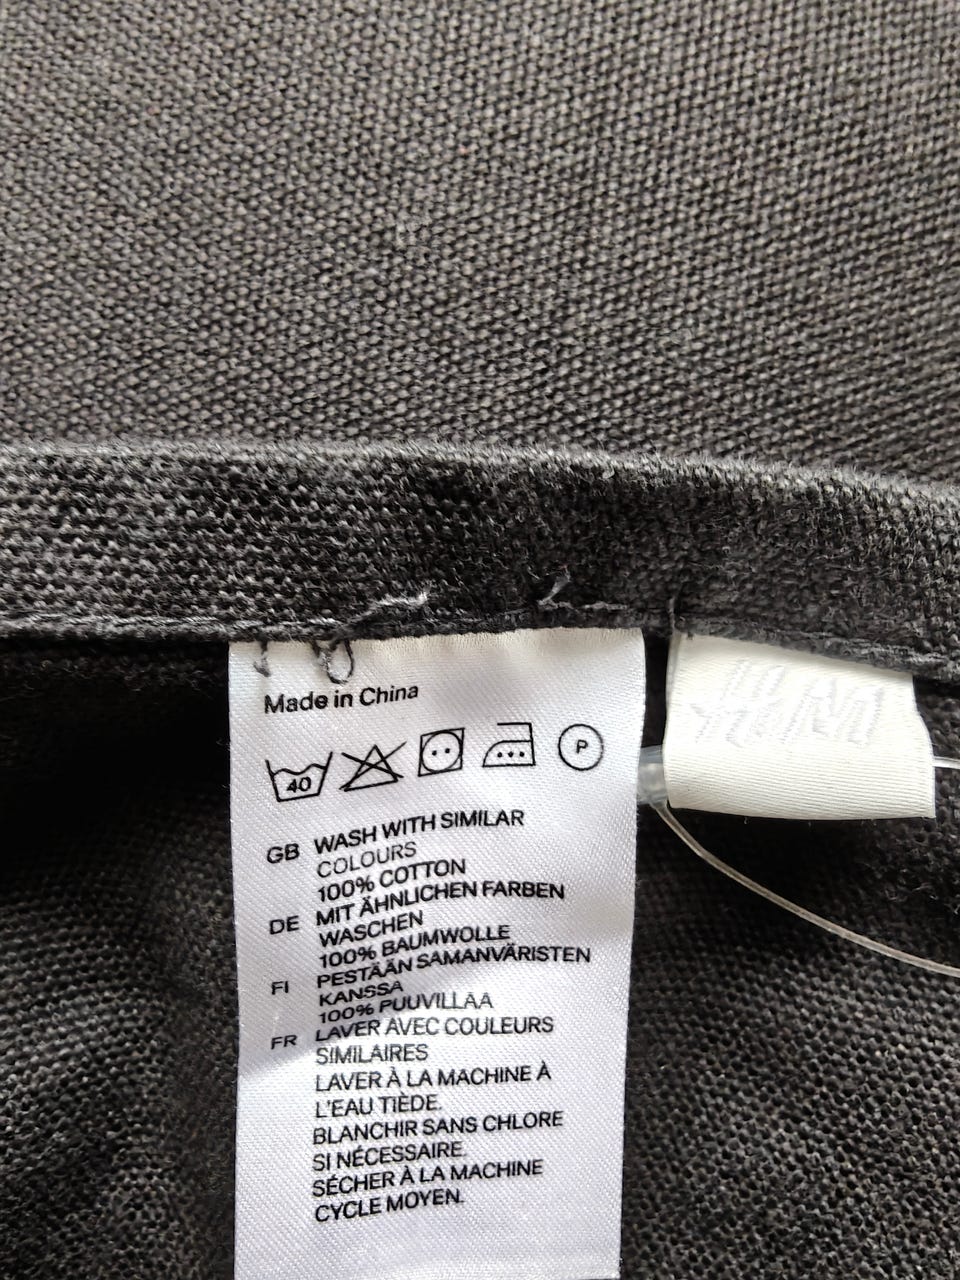 Made in China
40 P
GB WASH WITH SIMILAR
COLOURS
100% COTTON
DE MIT ÄHNLICHEN FARBEN
WASCHEN
100% BAUMWOLLE
FI PESTÄÄN SAMANVÄRISTEN
KANSSA
100% PUUVILLAA
FR LAVER AVEC COULEURS
SIMILAIRES
LAVER À LA MACHINE À
L'EAU TIÈDE.
BLANCHIR SANS CHLORE
SI NÉCESSAIRE.
SÉCHER À LA MACHINE
CYCLE MOYEN.